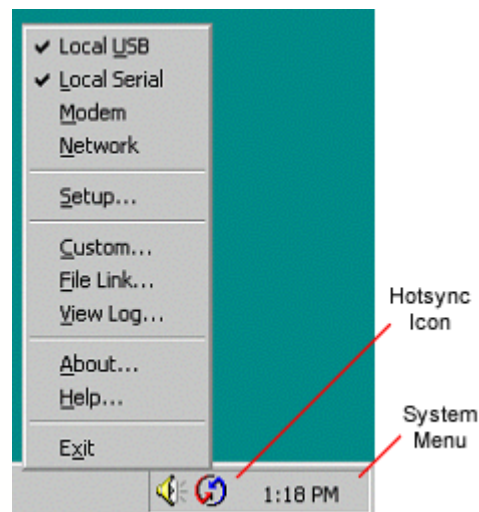 Local USB
Local Serial
Modem
Network
Setup...
Custom...
File Link...
View Log...
About...
Help...
Exit
Hotsync
Icon
System
Menu
1:18 PM